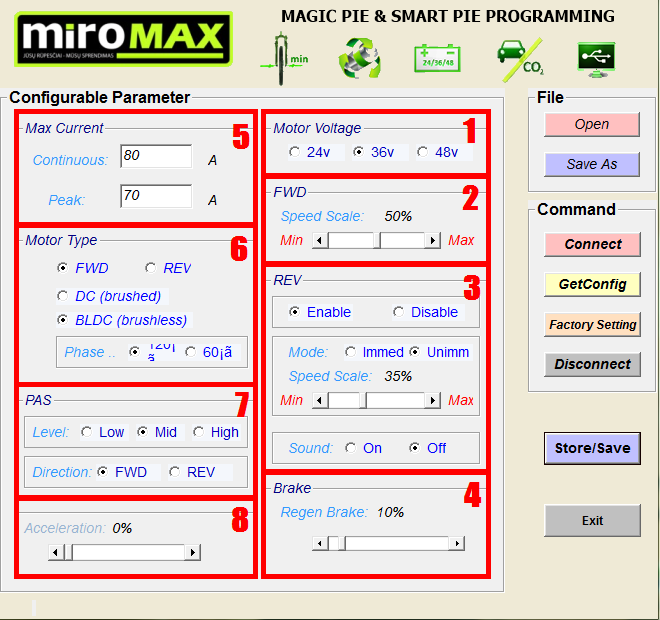 miroMAX
JŪSŲ RŪPESČIAI - MŪSŲ SPRENDIMAS
MAGIC PIE & SMART PIE PROGRAMMING
min
24/36/48
CO2
Configurable Parameter
Max Current
5
Continuous: 80 A
Peak: 70 A
Motor Type
6
FWD REV
DC (brushed)
BLDC (brushless)
Phase .. 120¡ã 60¡ã
PAS
7
Level: Low Mid High
Direction: FWD REV
8
Acceleration: 0%
Motor Voltage
1
24v 36v 48v
FWD
2
Speed Scale: 50%
Min Max
REV
3
Enable Disable
Mode: Immed Unimm
Speed Scale: 35%
Min Max
Sound: On Off
Brake
4
Regen Brake: 10%
File
Open
Save As
Command
Connect
GetConfig
Factory Setting
Disconnect
Store/Save
Exit